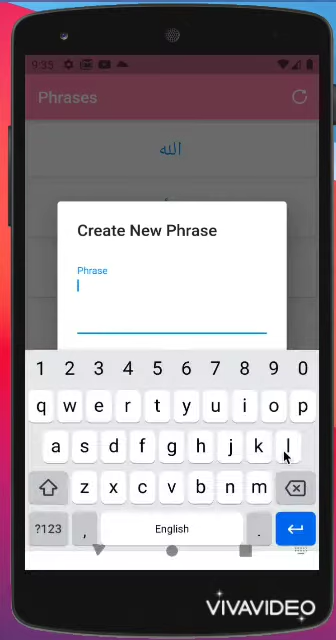 9:35
Phrases
الله
Create New Phrase
Phrase
1 2 3 4 5 6 7 8 9 0
q w e r t y u i o p
a s d f g h j k l
z x c v b n m
?123 , English .
VIVAVIDEO